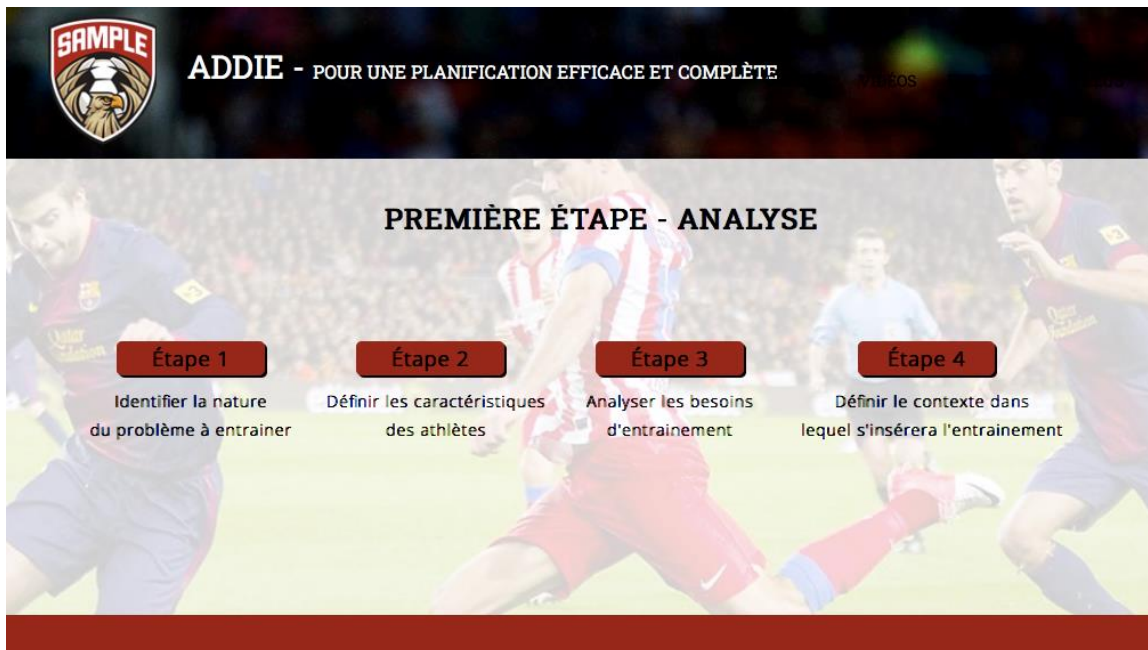 SAMPLE
ADDIE - POUR UNE PLANIFICATION EFFICACE ET COMPLÈTE
VIDÉOS
PREMIÈRE ÉTAPE - ANALYSE
Étape 1
Identifier la nature
du problème à entrainer
Étape 2
Définir les caractéristiques
des athlètes
Étape 3
Analyser les besoins
d'entrainement
Étape 4
Définir le contexte dans
lequel s'insérera l'entrainement